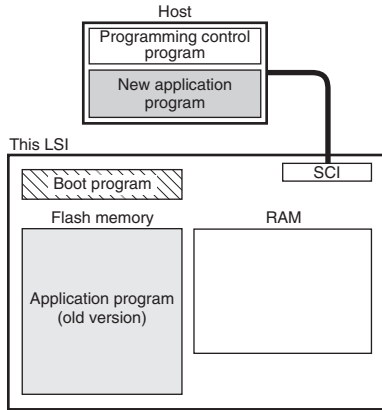 Host
Programming control
program
New application
program
This LSI
SCI
Boot program
Flash memory
RAM
Application program
(old version)